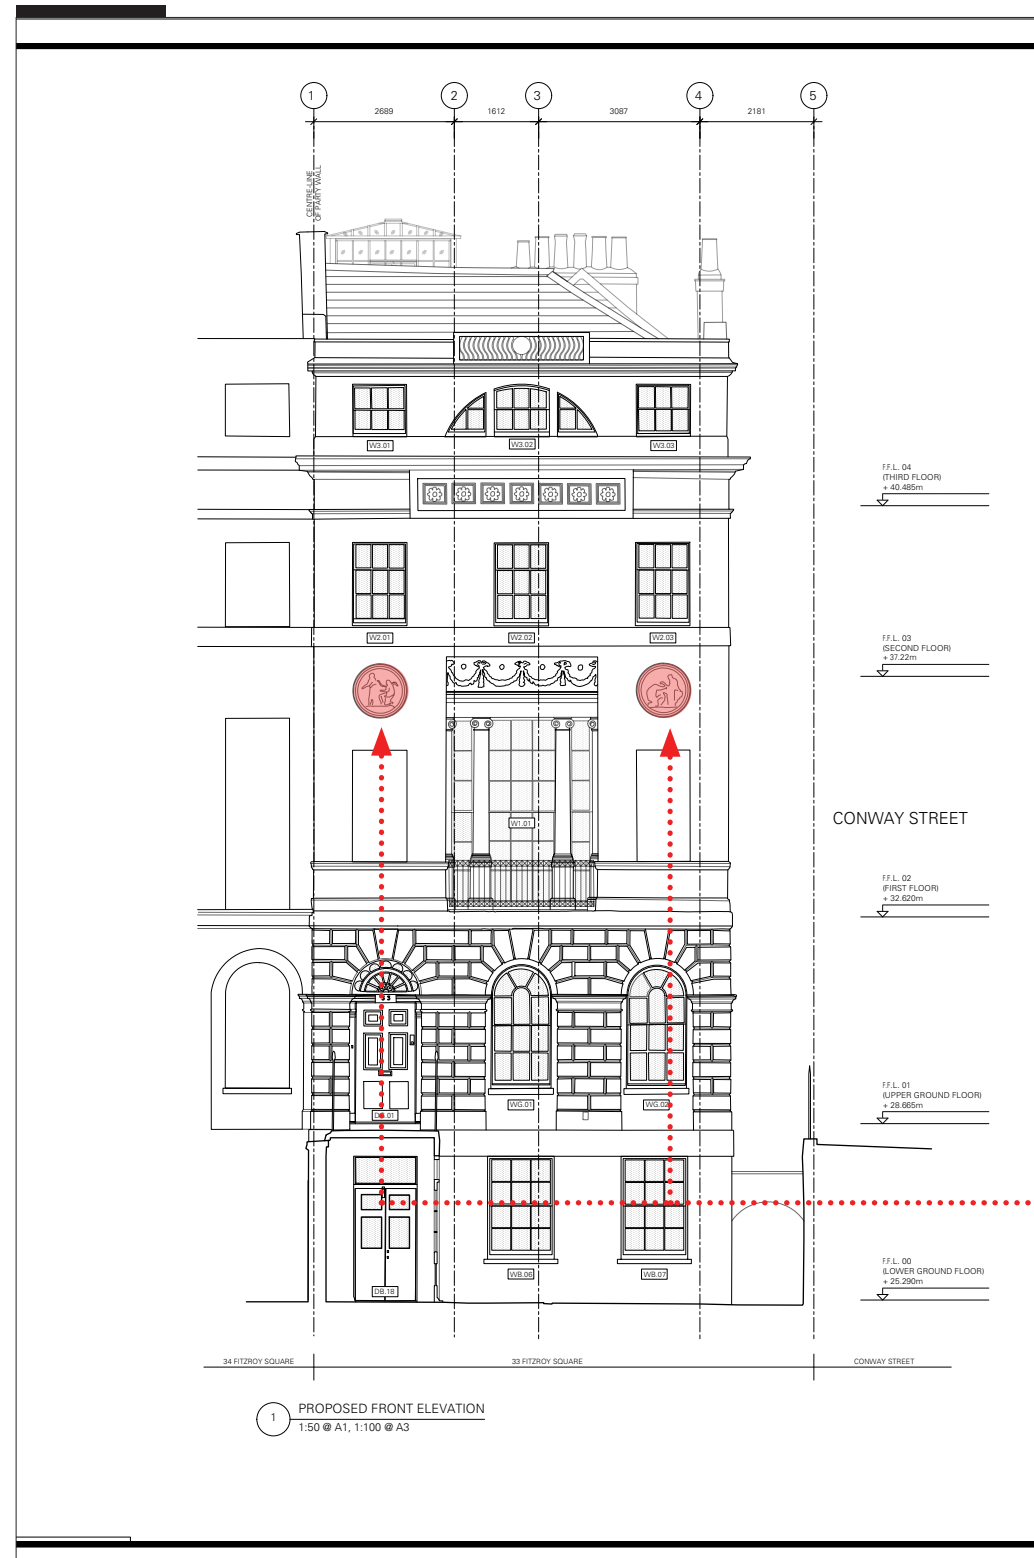 1
2
3
4
5
2689
1612
3087
2181
CENTRE-LINE
OF PARTY WALL
W3.01
W3.02
W3.03
F.F.L. 04
(THIRD FLOOR)
+ 40.485m
W2.01
W2.02
W2.03
F.F.L. 03
(SECOND FLOOR)
+ 37.22m
W1.01
CONWAY STREET
F.F.L. 02
(FIRST FLOOR)
+ 32.620m
33
WG.01
WG.02
DG.01
F.F.L. 01
(UPPER GROUND FLOOR)
+ 28.665m
WB.06
WB.07
DB.18
F.F.L. 00
(LOWER GROUND FLOOR)
+ 25.290m
34 FITZROY SQUARE
33 FITZROY SQUARE
CONWAY STREET
1
PROPOSED FRONT ELEVATION
1:50 @ A1, 1:100 @ A3